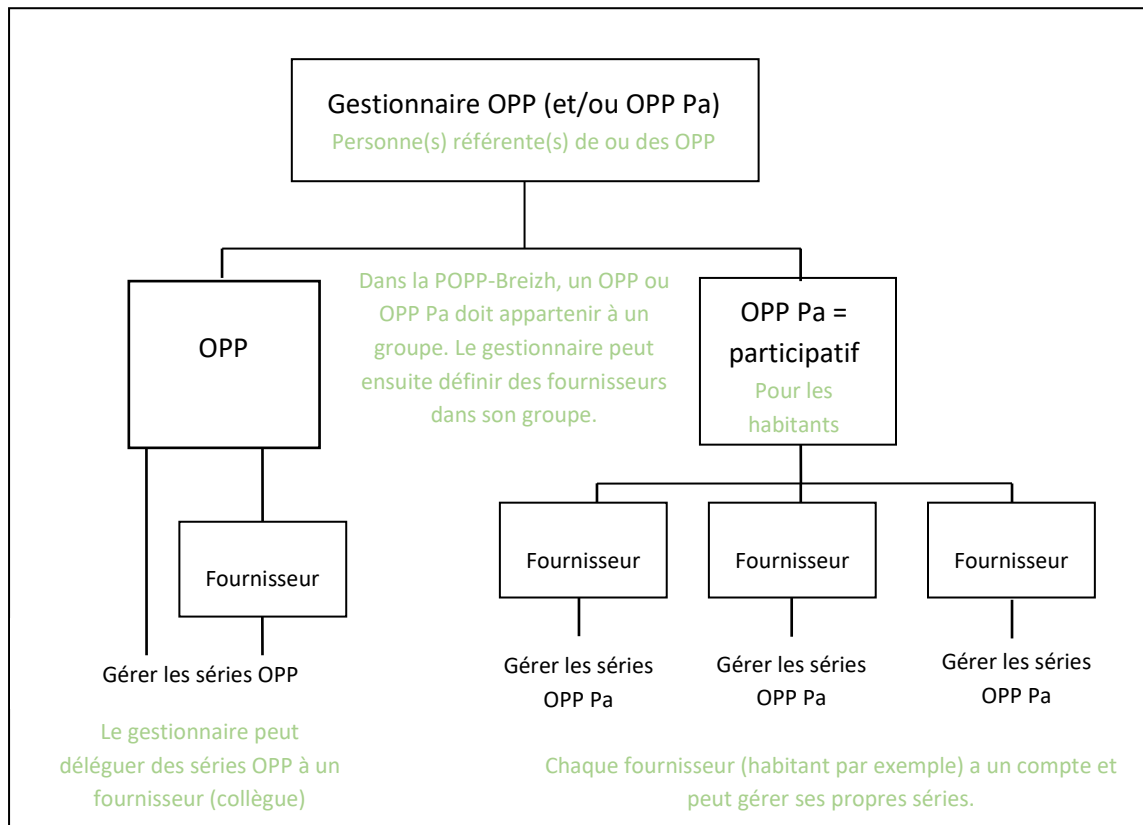 Gestionnaire OPP (et/ou OPP Pa)
Personne(s) référente(s) de ou des OPP
OPP
Dans la POPP-Breizh, un OPP ou
OPP Pa doit appartenir à un
groupe. Le gestionnaire peut
ensuite définir des fournisseurs
dans son groupe.
OPP Pa =
participatif
Pour les
habitants
Fournisseur
Fournisseur
Fournisseur
Fournisseur
Gérer les séries OPP
Gérer les séries
OPP Pa
Gérer les séries
OPP Pa
Gérer les séries
OPP Pa
Le gestionnaire peut
déléguer des séries OPP à un
fournisseur (collègue)
Chaque fournisseur (habitant par exemple) a un compte et
peut gérer ses propres séries.